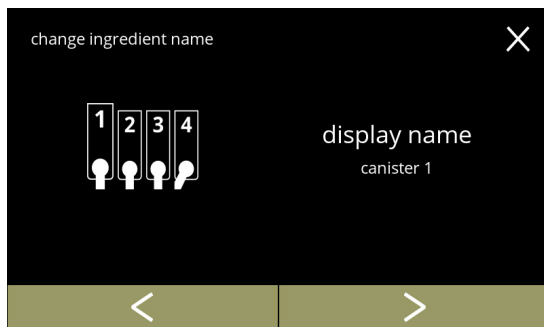 change ingredient name
1 2 3 4
display name
canister 1